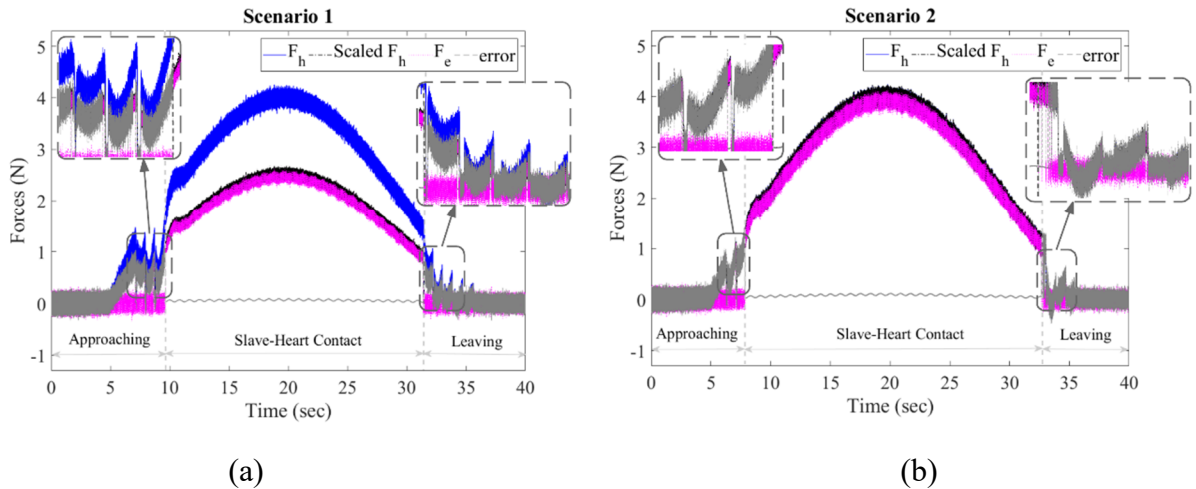 Scenario 1
F_h Scaled F_h F_e error
5
4
3
2
1
0
-1
Forces (N)
Approaching
Slave-Heart Contact
Leaving
0 5 10 15 20 25 30 35 40
Time (sec)
(a)
Scenario 2
F_h Scaled F_h F_e error
5
4
3
2
1
0
-1
Forces (N)
Approaching
Slave-Heart Contact
Leaving
0 5 10 15 20 25 30 35 40
Time (sec)
(b)